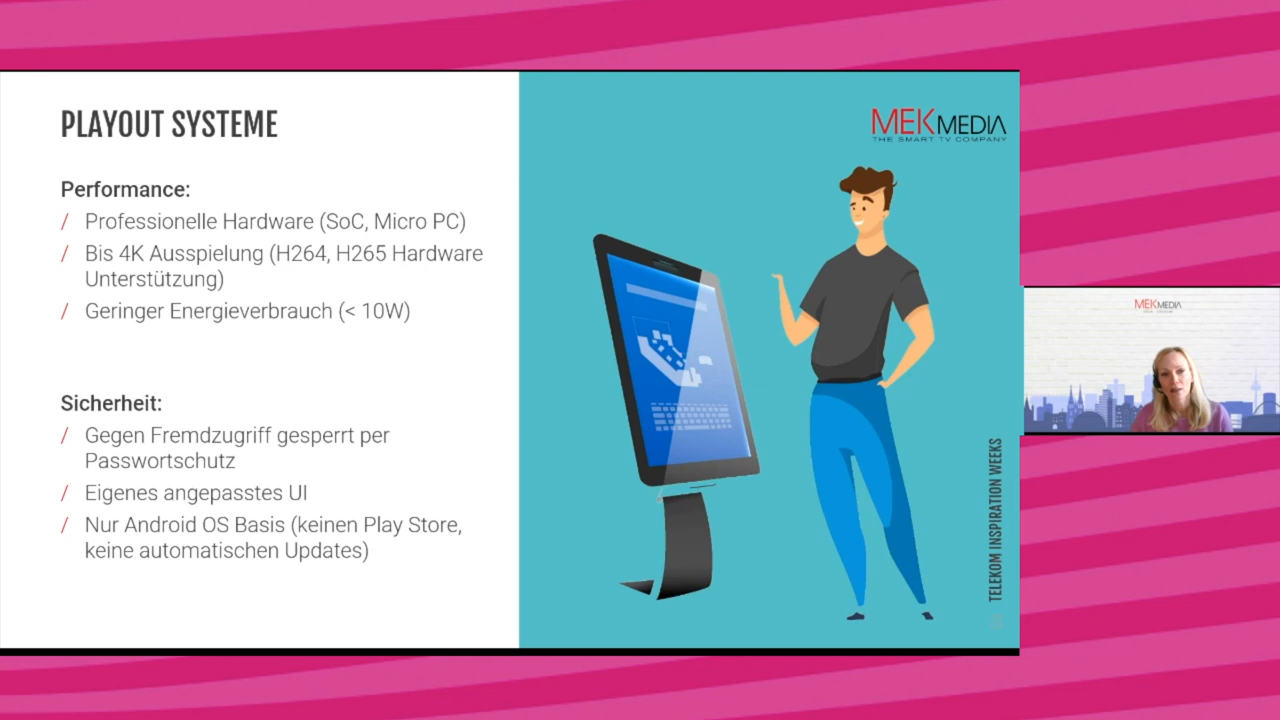 PLAYOUT SYSTEME
Performance:
/ Professionelle Hardware (SoC, Micro PC)
/ Bis 4K Ausspielung (H264, H265 Hardware
Unterstützung)
/ Geringer Energieverbrauch (< 10W)
Sicherheit:
/ Gegen Fremdzugriff gesperrt per
Passwortschutz
/ Eigenes angepasstes UI
/ Nur Android OS Basis (keinen Play Store,
keine automatischen Updates)
MEKMEDIA
THE SMART TV COMPANY
TELEKOM INSPIRATION WEEKS
MEKMEDIA